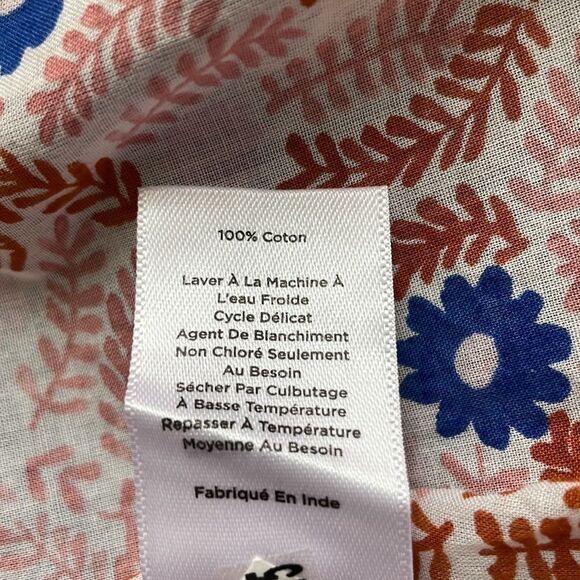 100% Coton
Laver À La Machine À
L'eau Froide
Cycle Délicat
Agent De Blanchiment
Non Chloré Seulement
Au Besoin
Sécher Par Culbutage
À Basse Température
Repasser À Température
Moyenne Au Besoin
Fabriqué En Inde